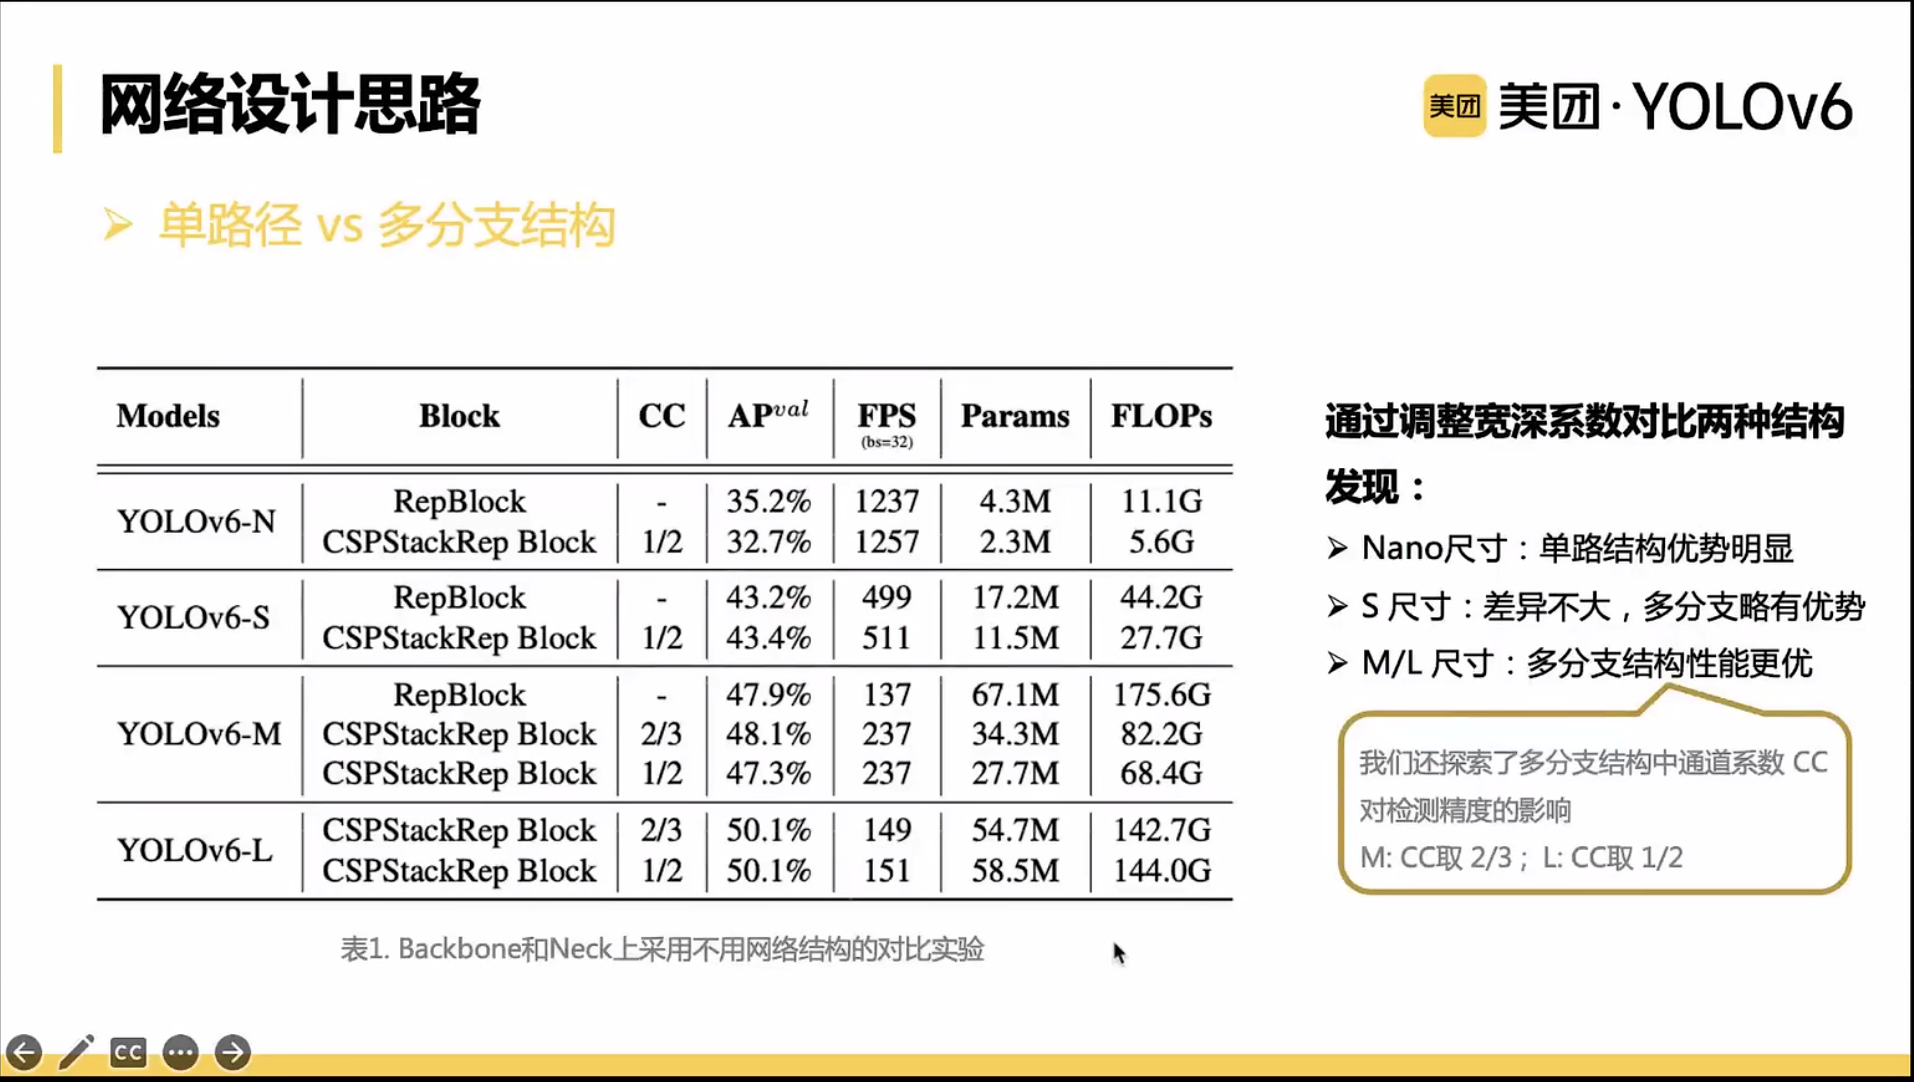 网络设计思路
美团 美团·YOLOv6
单路径 vs 多分支结构
Models Block CC APval FPS (bs=32) Params FLOPs
YOLOv6-N RepBlock - 35.2% 1237 4.3M 11.1G
CSPStackRep Block 1/2 32.7% 1257 2.3M 5.6G
YOLOv6-S RepBlock - 43.2% 499 17.2M 44.2G
CSPStackRep Block 1/2 43.4% 511 11.5M 27.7G
YOLOv6-M RepBlock - 47.9% 137 67.1M 175.6G
CSPStackRep Block 2/3 48.1% 237 34.3M 82.2G
CSPStackRep Block 1/2 47.3% 237 27.7M 68.4G
YOLOv6-L CSPStackRep Block 2/3 50.1% 149 54.7M 142.7G
CSPStackRep Block 1/2 50.1% 151 58.5M 144.0G
表1. Backbone和Neck上采用不用网络结构的对比实验
通过调整宽深系数对比两种结构
发现：
Nano尺寸：单路结构优势明显
S 尺寸：差异不大，多分支略有优势
M/L 尺寸：多分支结构性能更优
我们还探索了多分支结构中通道系数 CC
对检测精度的影响
M: CC取 2/3； L: CC取 1/2
CC